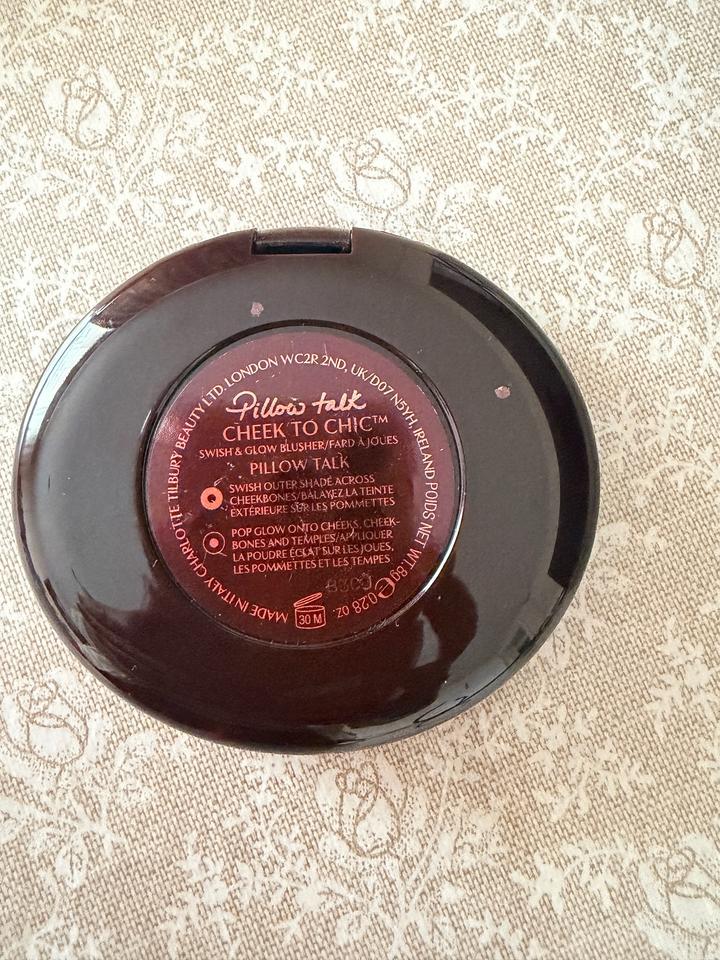 Pillow talk
CHEEK TO CHIC™
SWISH & GLOW BLUSHER/FARD À JOUES
PILLOW TALK
SWISH OUTER SHADE ACROSS
CHEEKBONES/BALAYEZ LA TEINTE
EXTÉRIEURE SUR LES POMMETTES
POP GLOW ONTO CHEEKS, CHEEK-
BONES AND TEMPLES/APPLIQUER
LA POUDRE ÉCLAT SUR LES JOUES,
LES POMMETTES ET LES TEMPES
30 M
MADE IN ITALY CHARLOTTE TILBURY BEAUTY LTD. LONDON WC2R 2ND, UK/D07 N5YH, IRELAND POIDS NET WT. 8g ℮ 0.28 OZ.